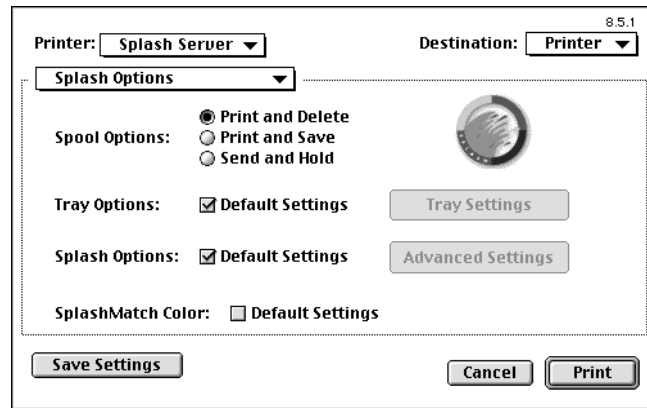 8.5.1
Printer: Splash Server Destination: Printer
Splash Options
Spool Options:
Print and Delete
Print and Save
Send and Hold
Tray Options: Default Settings Tray Settings
Splash Options: Default Settings Advanced Settings
SplashMatch Color: Default Settings
Save Settings Cancel Print